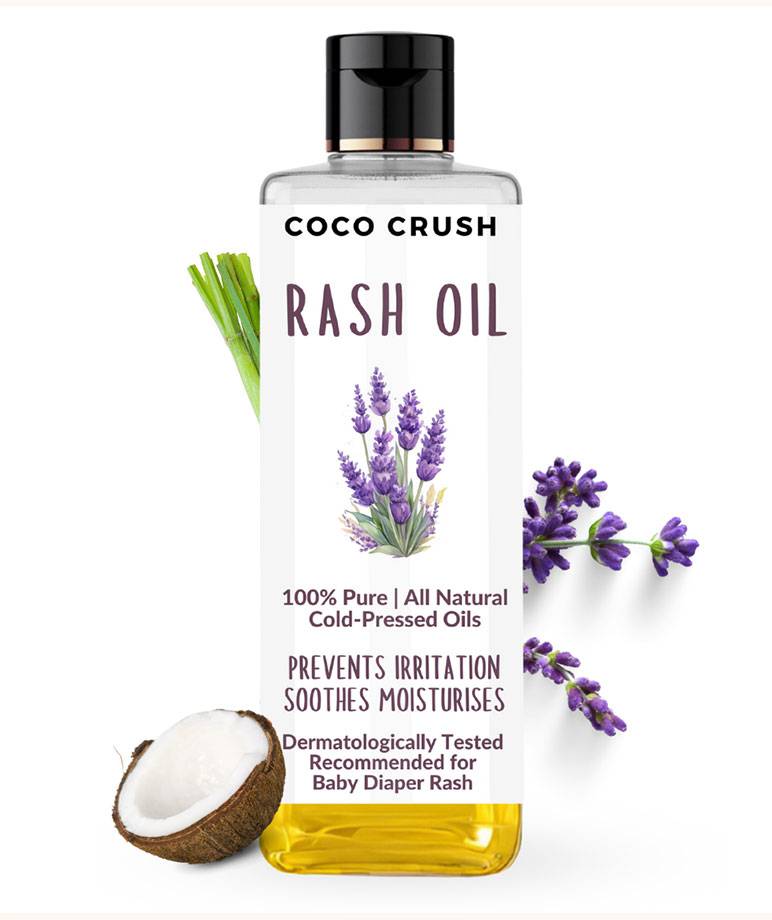 COCO CRUSH
RASH OIL
100% Pure | All Natural
Cold-Pressed Oils
PREVENTS IRRITATION
SOOTHES MOISTURISES
Dermatologically Tested
Recommended for
Baby Diaper Rash